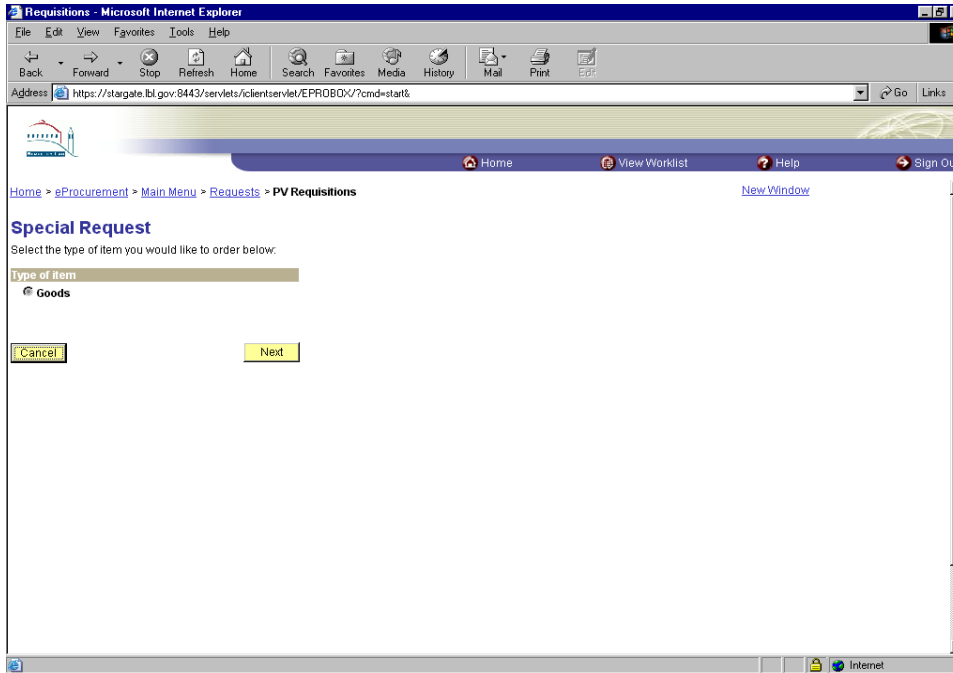 Requisitions - Microsoft Internet Explorer
File Edit View Favorites Tools Help
Back Forward Stop Refresh Home Search Favorites Media History Mail Print Edit
Address https://stargate.lbl.gov:8443/servlets/iclientservlet/EPROBOX/?cmd=start& Go Links
Home View Worklist Help Sign Ou
Home > eProcurement > Main Menu > Requests > PV Requisitions New Window
Special Request
Select the type of item you would like to order below:
Type of item
Goods
Cancel Next
Internet